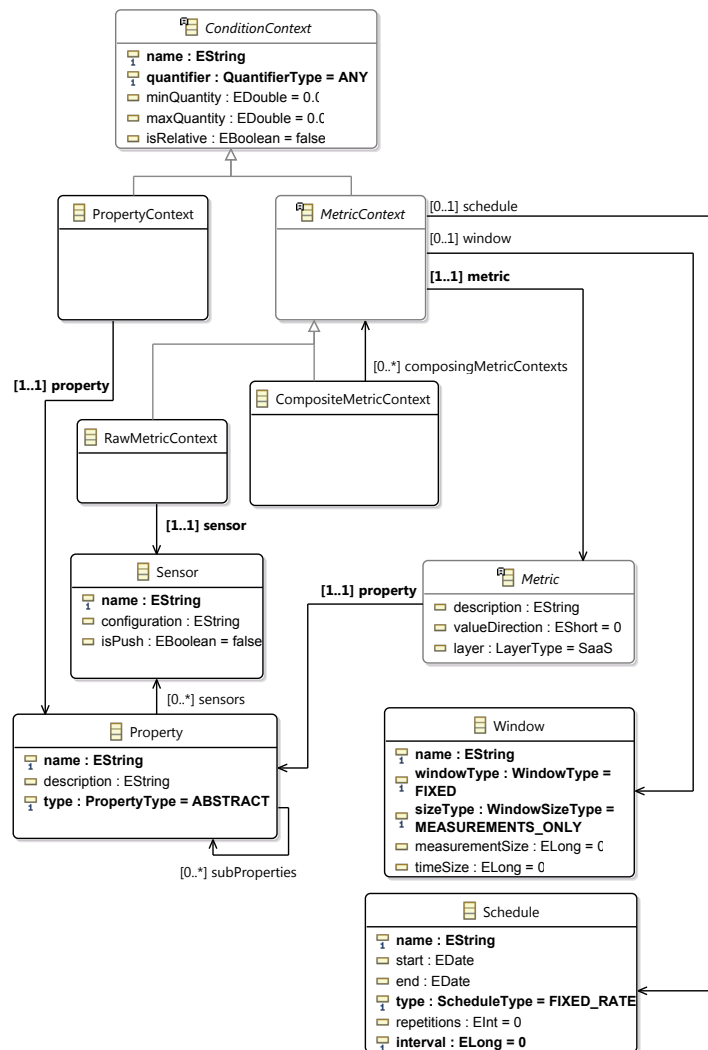 ConditionContext
name : EString
quantifier : QuantifierType = ANY
minQuantity : EDouble = 0.0
maxQuantity : EDouble = 0.0
isRelative : EBoolean = false
PropertyContext
MetricContext
[0..1] schedule
[0..1] window
[1..1] metric
[0..*] composingMetricContexts
[1..1] property
CompositeMetricContext
RawMetricContext
[1..1] sensor
Sensor
name : EString
configuration : EString
isPush : EBoolean = false
[1..1] property
Metric
description : EString
valueDirection : EShort = 0
layer : LayerType = SaaS
[0..*] sensors
Property
name : EString
description : EString
type : PropertyType = ABSTRACT
[0..*] subProperties
Window
name : EString
windowType : WindowType =
FIXED
sizeType : WindowSizeType =
MEASUREMENTS_ONLY
measurementSize : ELong = 0
timeSize : ELong = 0
Schedule
name : EString
start : EDate
end : EDate
type : ScheduleType = FIXED_RATE
repetitions : EInt = 0
interval : ELong = 0